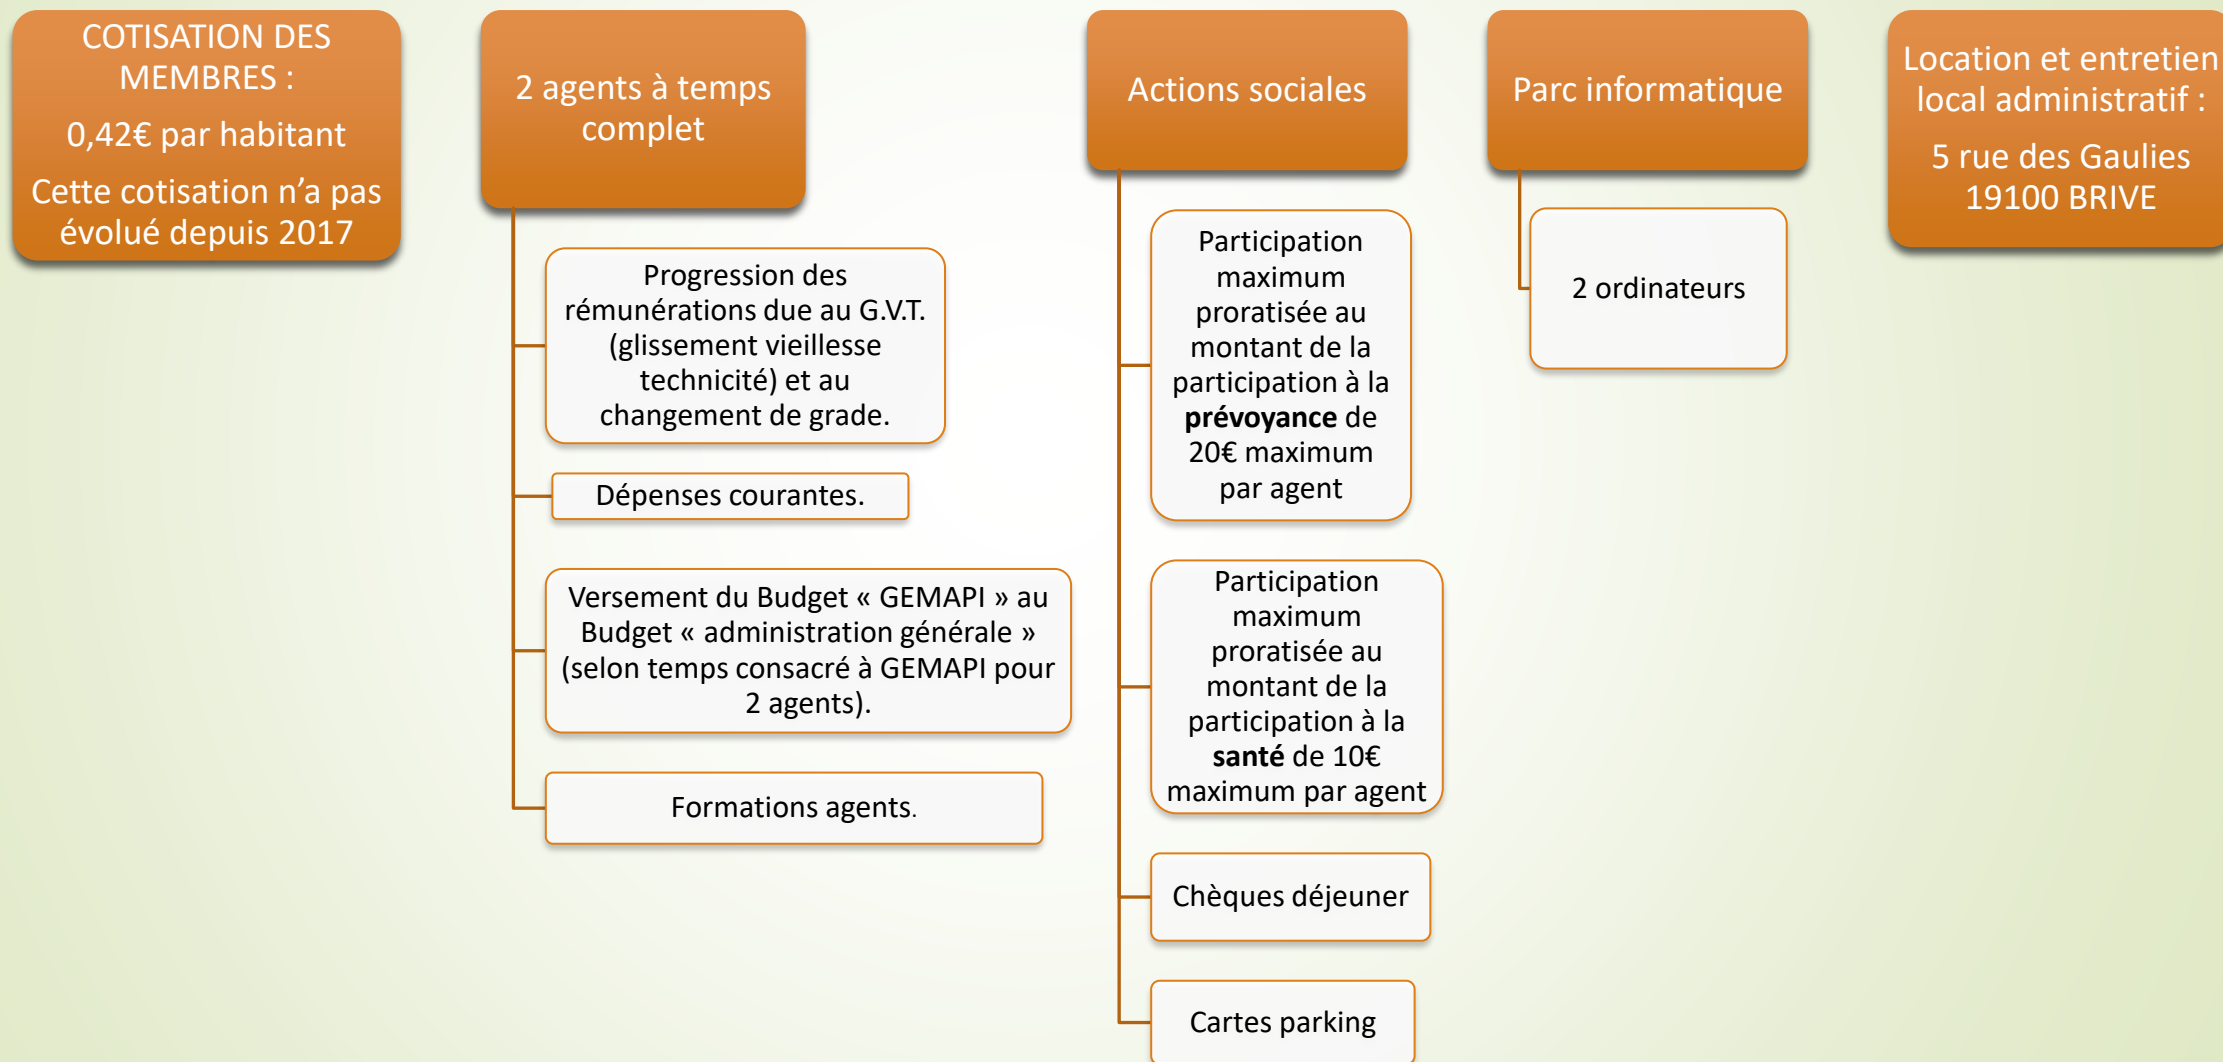 COTISATION DES
MEMBRES :
0,42€ par habitant
Cette cotisation n’a pas
évolué depuis 2017
2 agents à temps
complet
Progression des
rémunérations due au G.V.T.
(glissement vieillesse
technicité) et au
changement de grade.
Dépenses courantes.
Versement du Budget « GEMAPI » au
Budget « administration générale »
(selon temps consacré à GEMAPI pour
2 agents).
Formations agents.
Actions sociales
Participation
maximum
proratisée au
montant de la
participation à la
prévoyance de
20€ maximum
par agent
Participation
maximum
proratisée au
montant de la
participation à la
santé de 10€
maximum par agent
Chèques déjeuner
Cartes parking
Parc informatique
2 ordinateurs
Location et entretien
local administratif :
5 rue des Gaulies
19100 BRIVE